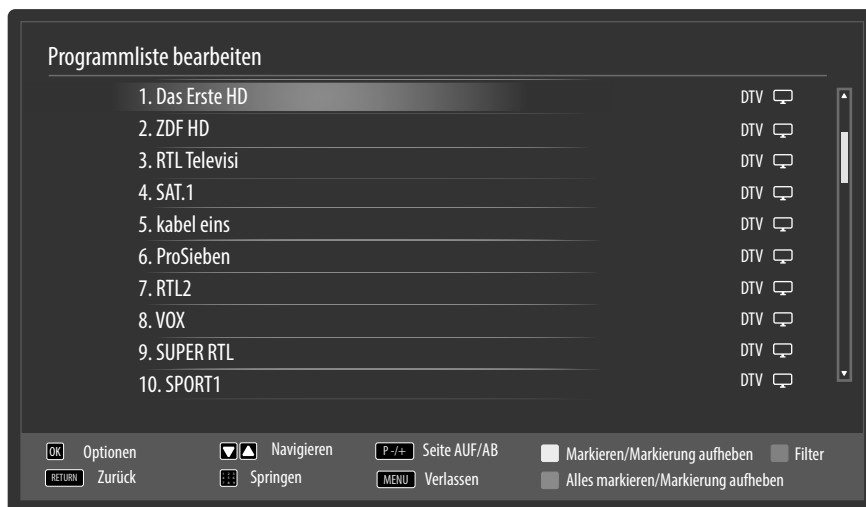 Programmliste bearbeiten
1. Das Erste HD DTV
2. ZDF HD DTV
3. RTL Televisi DTV
4. SAT.1 DTV
5. kabel eins DTV
6. ProSieben DTV
7. RTL2 DTV
8. VOX DTV
9. SUPER RTL DTV
10. SPORT1 DTV
OK Optionen Navigieren P -/+ Seite AUF/AB Markieren/Markierung aufheben Filter
RETURN Zurück Springen MENU Verlassen Alles markieren/Markierung aufheben